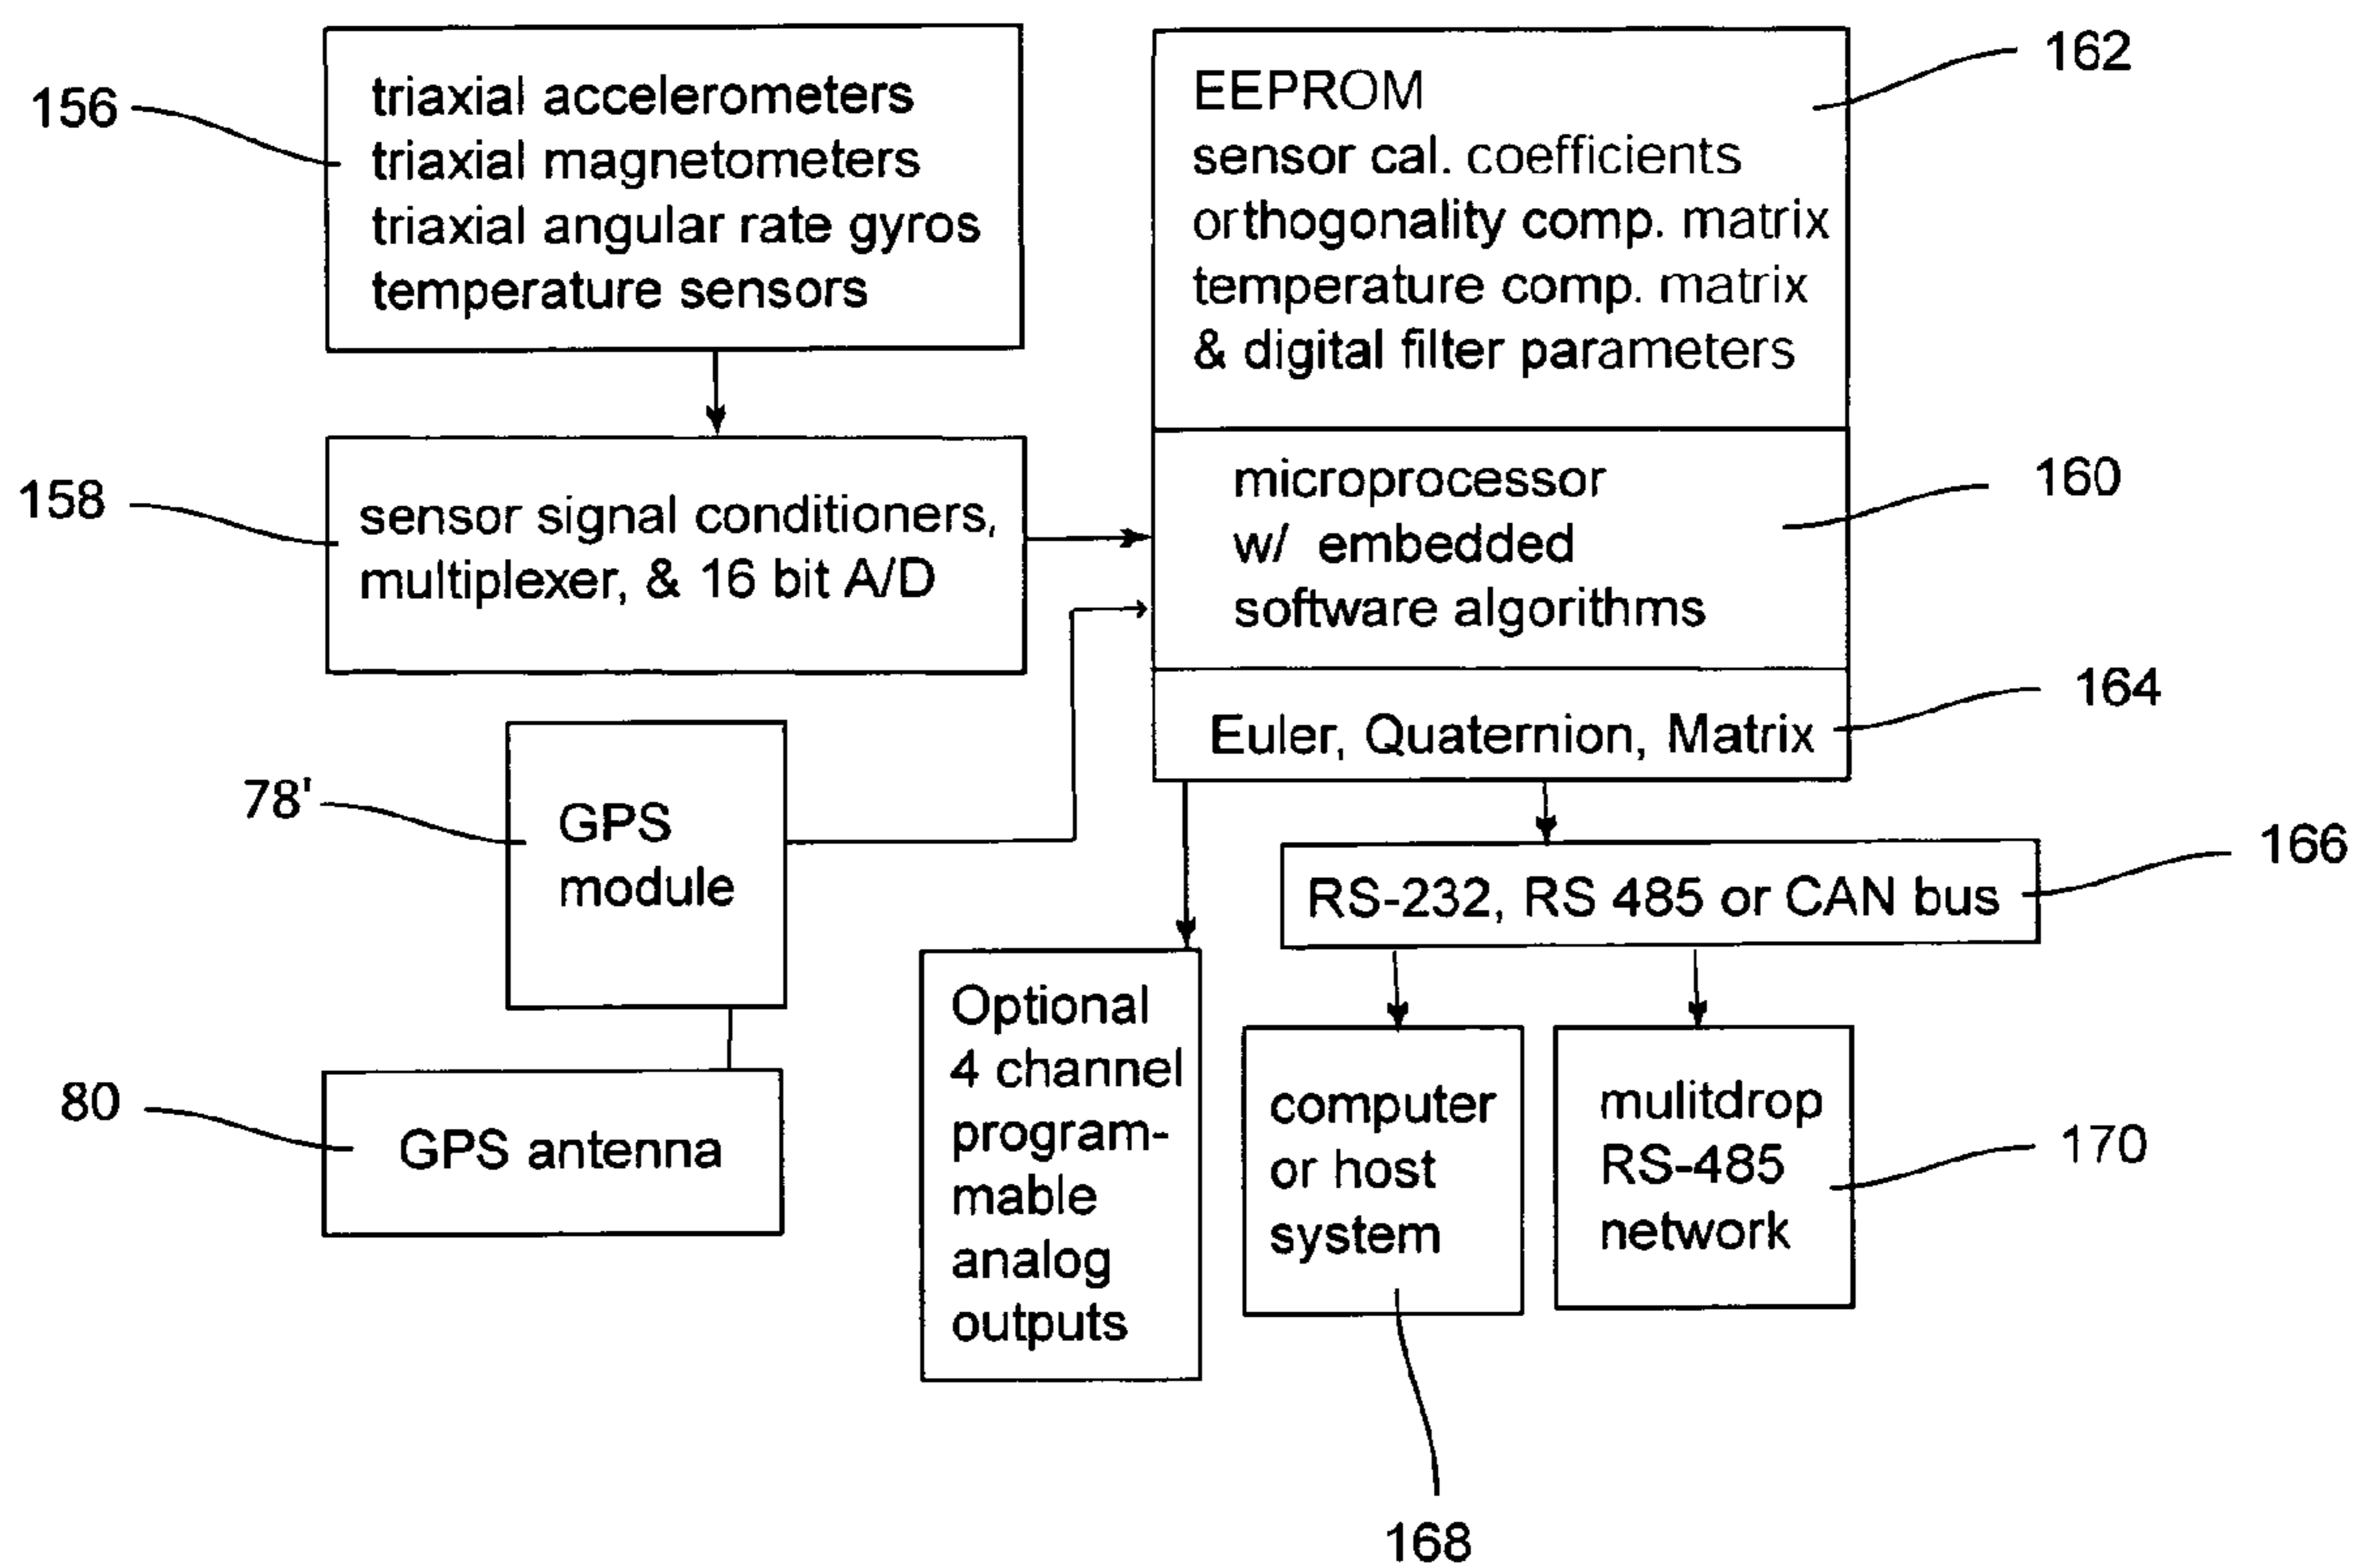 156
triaxial accelerometers
triaxial magnetometers
triaxial angular rate gyros
temperature sensors
162
EEPROM
sensor cal. coefficients
orthogonality comp. matrix
temperature comp. matrix
& digital filter parameters
158
sensor signal conditioners,
multiplexer, & 16 bit A/D
160
microprocessor
w/ embedded
software algorithms
164
Euler, Quaternion, Matrix
78'
GPS
module
166
RS-232, RS 485 or CAN bus
80
GPS antenna
Optional
4 channel
program-
mable
analog
outputs
computer
or host
system
168
mulitdrop
RS-485
network
170